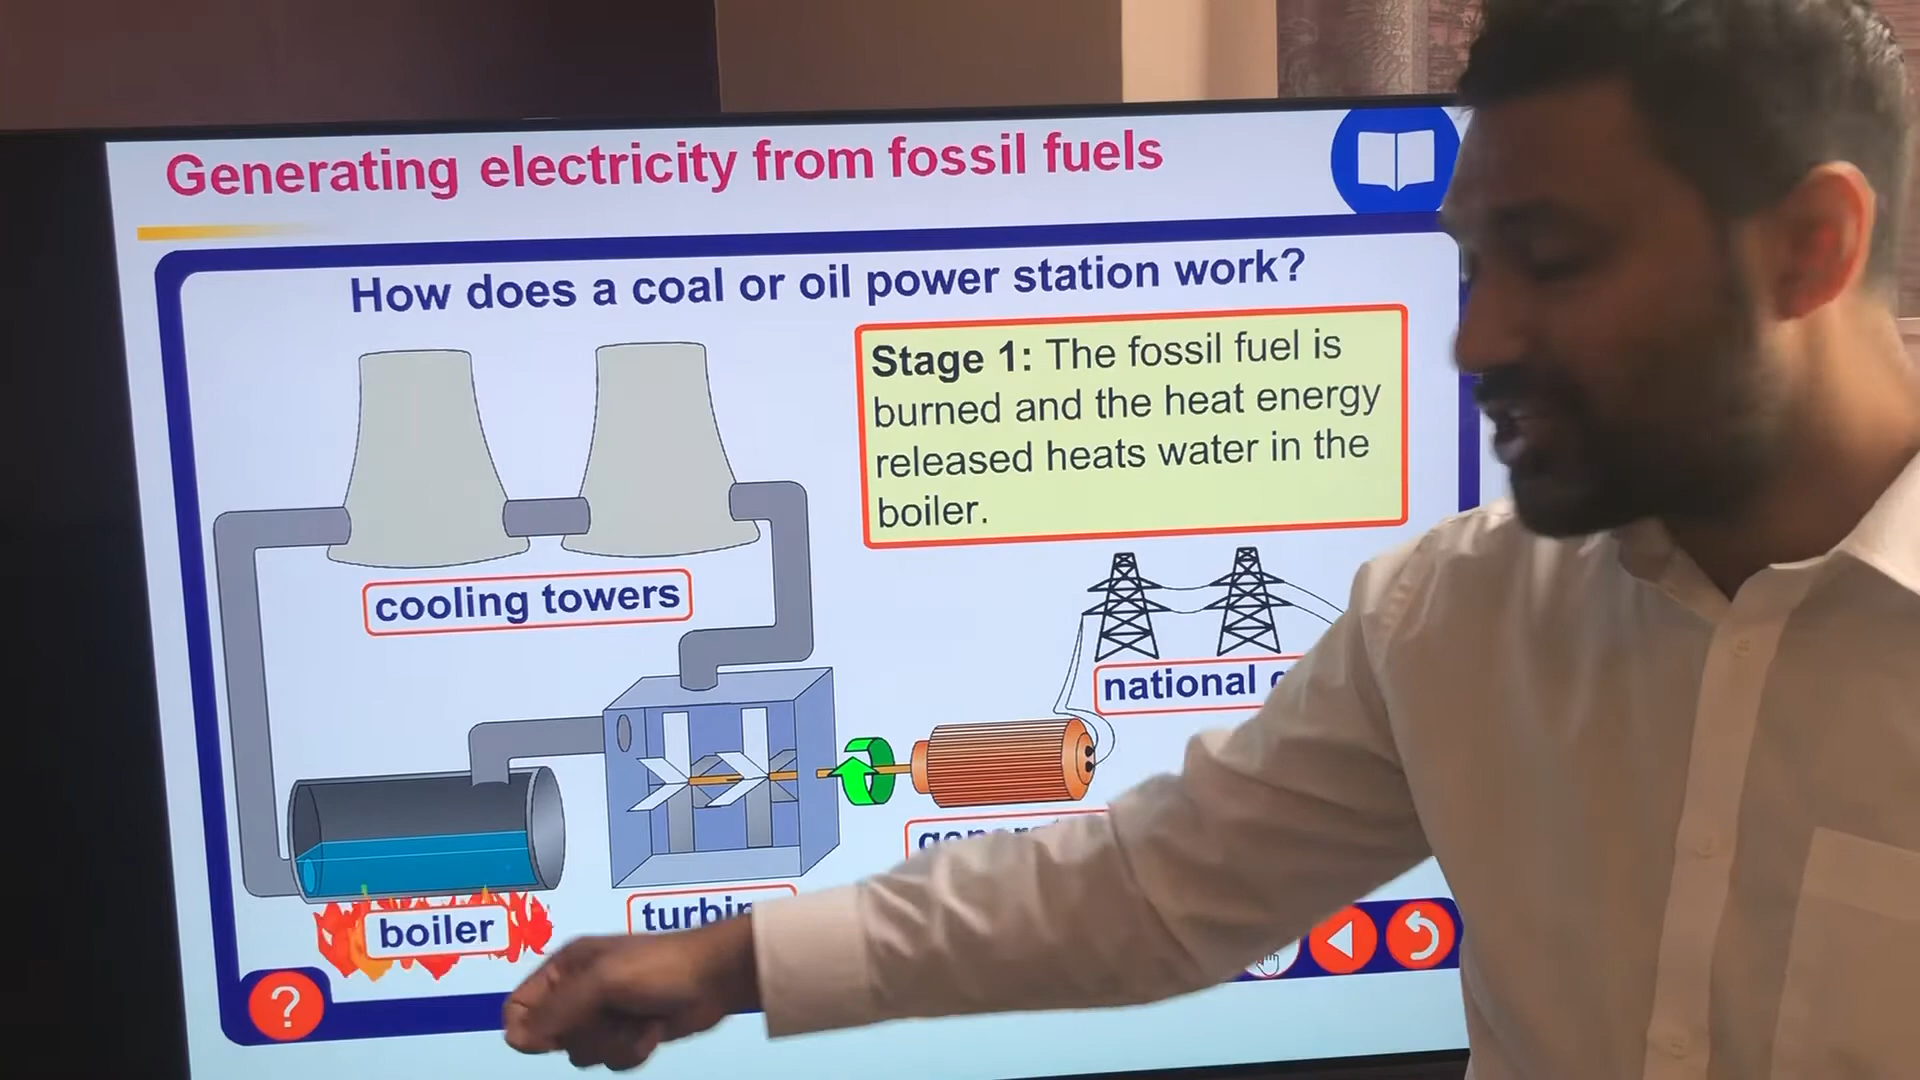 Generating electricity from fossil fuels
How does a coal or oil power station work?
Stage 1: The fossil fuel is
burned and the heat energy
released heats water in the
boiler.
cooling towers
national
boiler
?